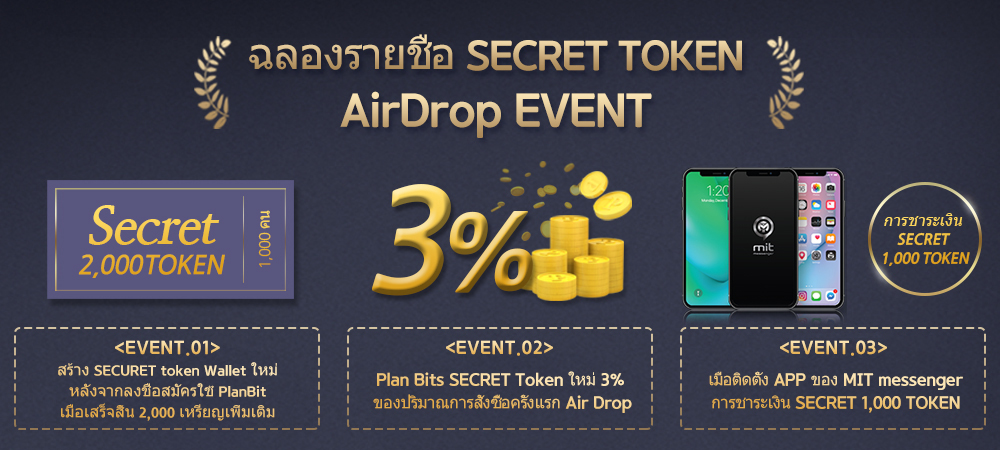 ฉลองรายชื่อ SECRET TOKEN
AirDrop EVENT
Secret
2,000 TOKEN
1,000 คน
3%
1:20
mit
messenger
การชาระเงิน
SECRET
1,000 TOKEN
<EVENT.01>
สร้าง SECURET token Wallet ใหม่
หลังจากลงชื่อสมัครใช้ PlanBit
เมื่อเสร็จสิ้น 2,000 เหรียญเพิ่มเติม
<EVENT.02>
Plan Bits SECRET Token ใหม่ 3%
ของปริมาณการสั่งซื้อครั้งแรก Air Drop
<EVENT.03>
เมื่อติดตั้ง APP ของ MIT messenger
การชาระเงิน SECRET 1,000 TOKEN